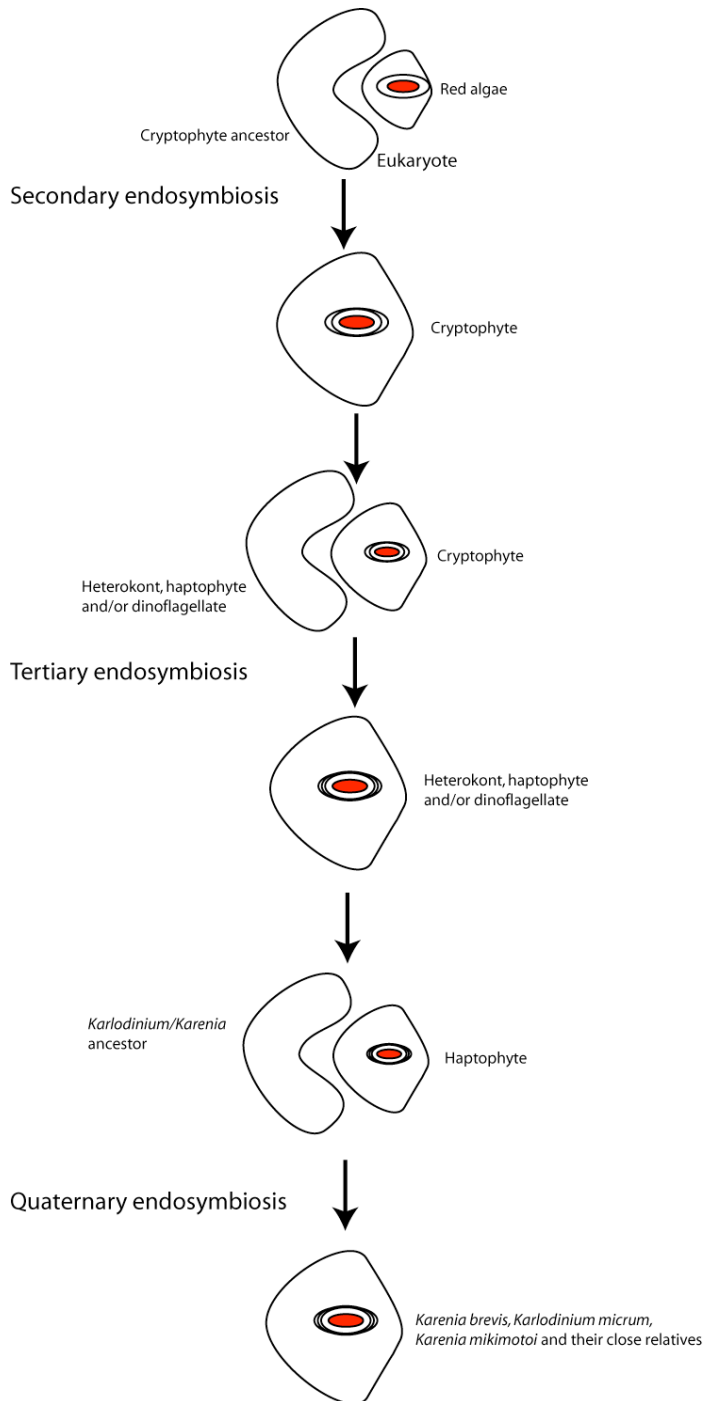 Red algae
Cryptophyte ancestor
Eukaryote
Secondary endosymbiosis
Cryptophyte
Cryptophyte
Heterokont, haptophyte
and/or dinoflagellate
Tertiary endosymbiosis
Heterokont, haptophyte
and/or dinoflagellate
Karlodinium/Karenia
ancestor
Haptophyte
Quaternary endosymbiosis
Karenia brevis, Karlodinium micrum,
Karenia mikimotoi and their close relatives